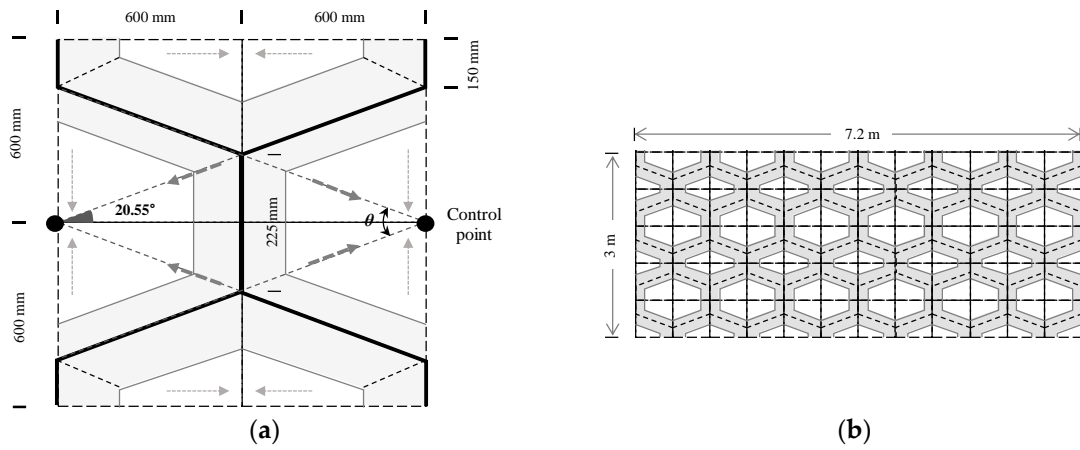 600 mm 600 mm
150 mm
600 mm
7.2 m
20.55°
θ
Control
point
225 mm
3 m
600 mm
(a) (b)